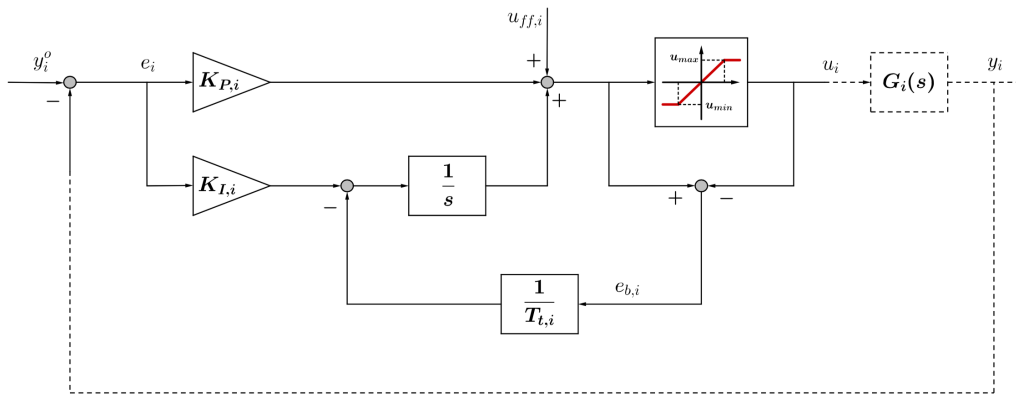 u_{ff,i}
y_i^o
e_i
K_{P,i}
+
+
−
u_{max}
u_{min}
u_i
G_i(s)
y_i
K_{I,i}
−
1/s
+
−
1/T_{t,i}
e_{b,i}